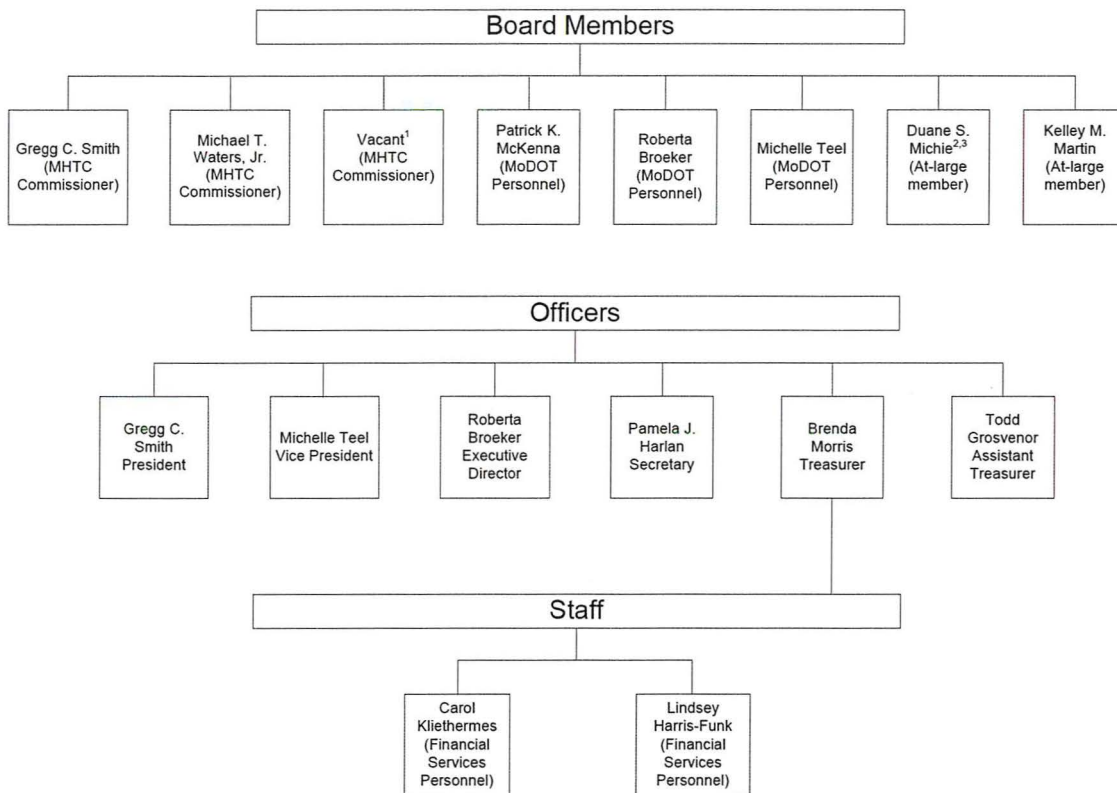 Board Members
Gregg C. Smith
(MHTC
Commissioner)
Michael T.
Waters, Jr.
(MHTC
Commissioner)
Vacant¹
(MHTC
Commissioner)
Patrick K.
McKenna
(MoDOT
Personnel)
Roberta
Broeker
(MoDOT
Personnel)
Michelle Teel
(MoDOT
Personnel)
Duane S.
Michie²,³
(At-large
member)
Kelley M.
Martin
(At-large
member)
Officers
Gregg C.
Smith
President
Michelle Teel
Vice President
Roberta
Broeker
Executive
Director
Pamela J.
Harlan
Secretary
Brenda
Morris
Treasurer
Todd
Grosvenor
Assistant
Treasurer
Staff
Carol
Kliethermes
(Financial
Services
Personnel)
Lindsey
Harris-Funk
(Financial
Services
Personnel)